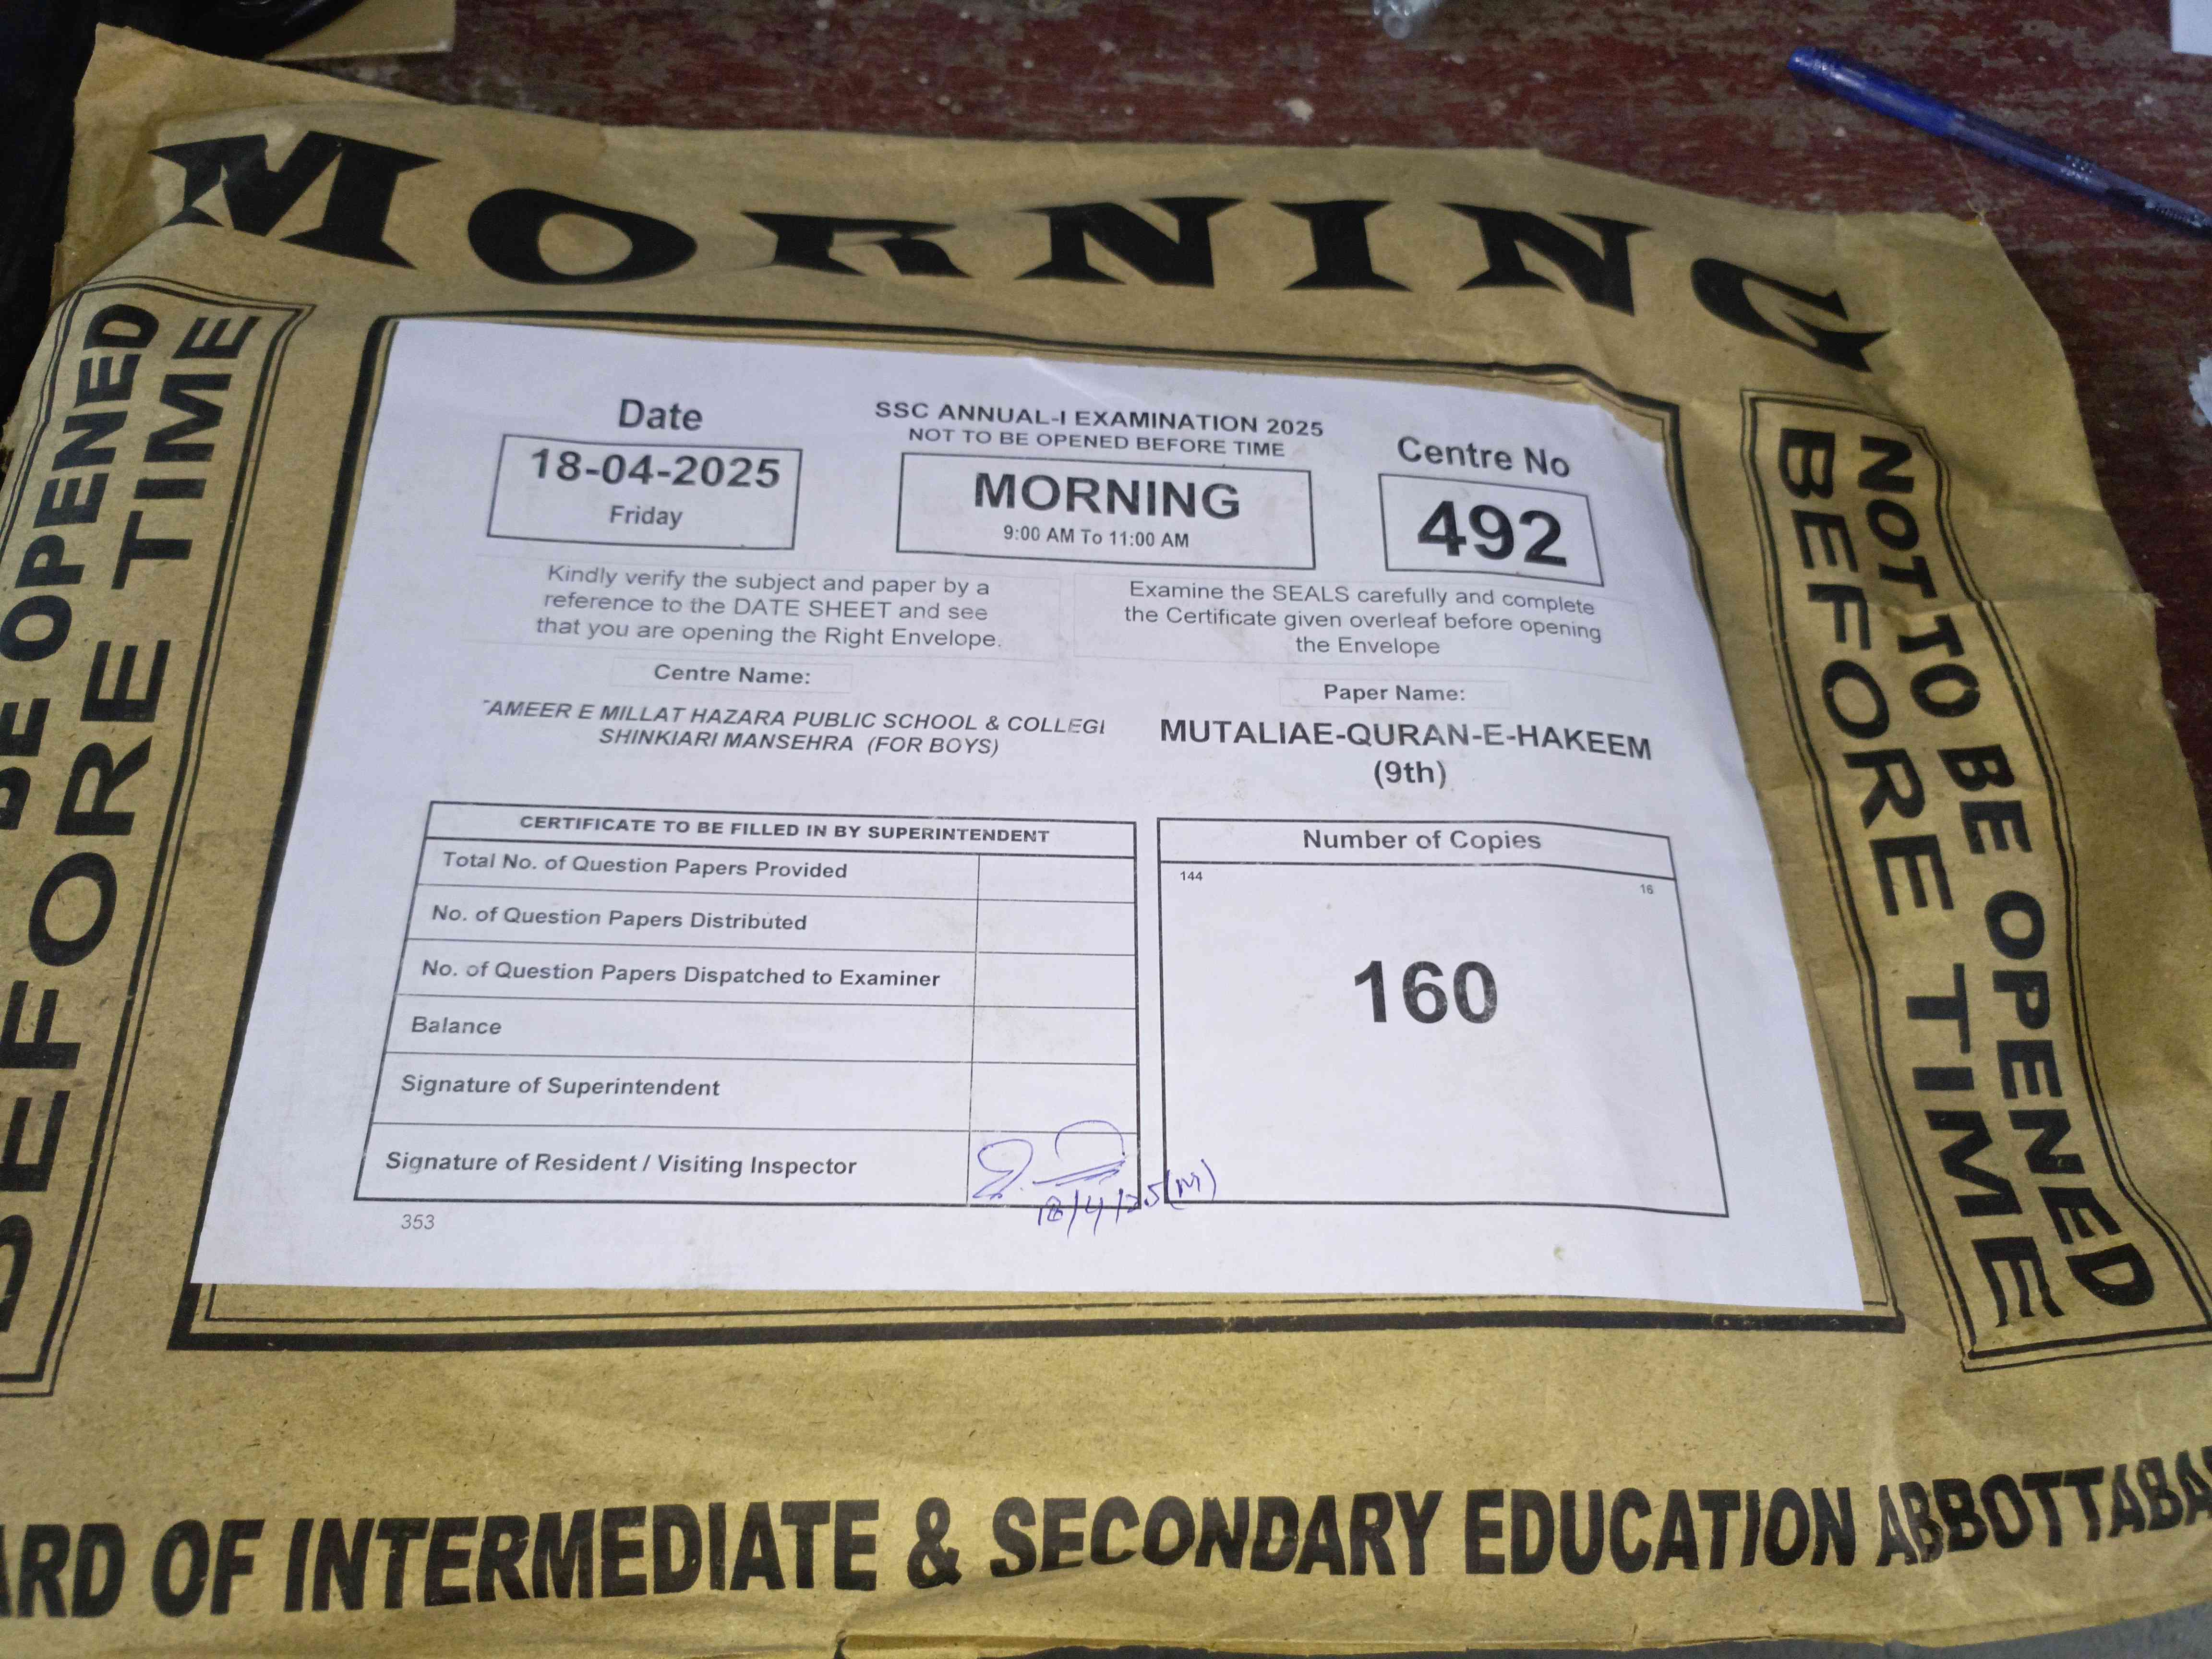 MORNING
BE OPENED
BEFORE TIME
NOT TO BE OPENED
BEFORE TIME
Date
18-04-2025
Friday
SSC ANNUAL-I EXAMINATION 2025
NOT TO BE OPENED BEFORE TIME
MORNING
9:00 AM To 11:00 AM
Centre No
492
Kindly verify the subject and paper by a
reference to the DATE SHEET and see
that you are opening the Right Envelope.
Examine the SEALS carefully and complete
the Certificate given overleaf before opening
the Envelope
Centre Name:
AMEER E MILLAT HAZARA PUBLIC SCHOOL & COLLEGE
SHINKIARI MANSEHRA (FOR BOYS)
Paper Name:
MUTALIAE-QURAN-E-HAKEEM
(9th)
CERTIFICATE TO BE FILLED IN BY SUPERINTENDENT
Total No. of Question Papers Provided
No. of Question Papers Distributed
No. of Question Papers Dispatched to Examiner
Balance
Signature of Superintendent
Signature of Resident / Visiting Inspector
18/4/25(M)
Number of Copies
144
16
160
353
ARD OF INTERMEDIATE & SECONDARY EDUCATION ABBOTTABA